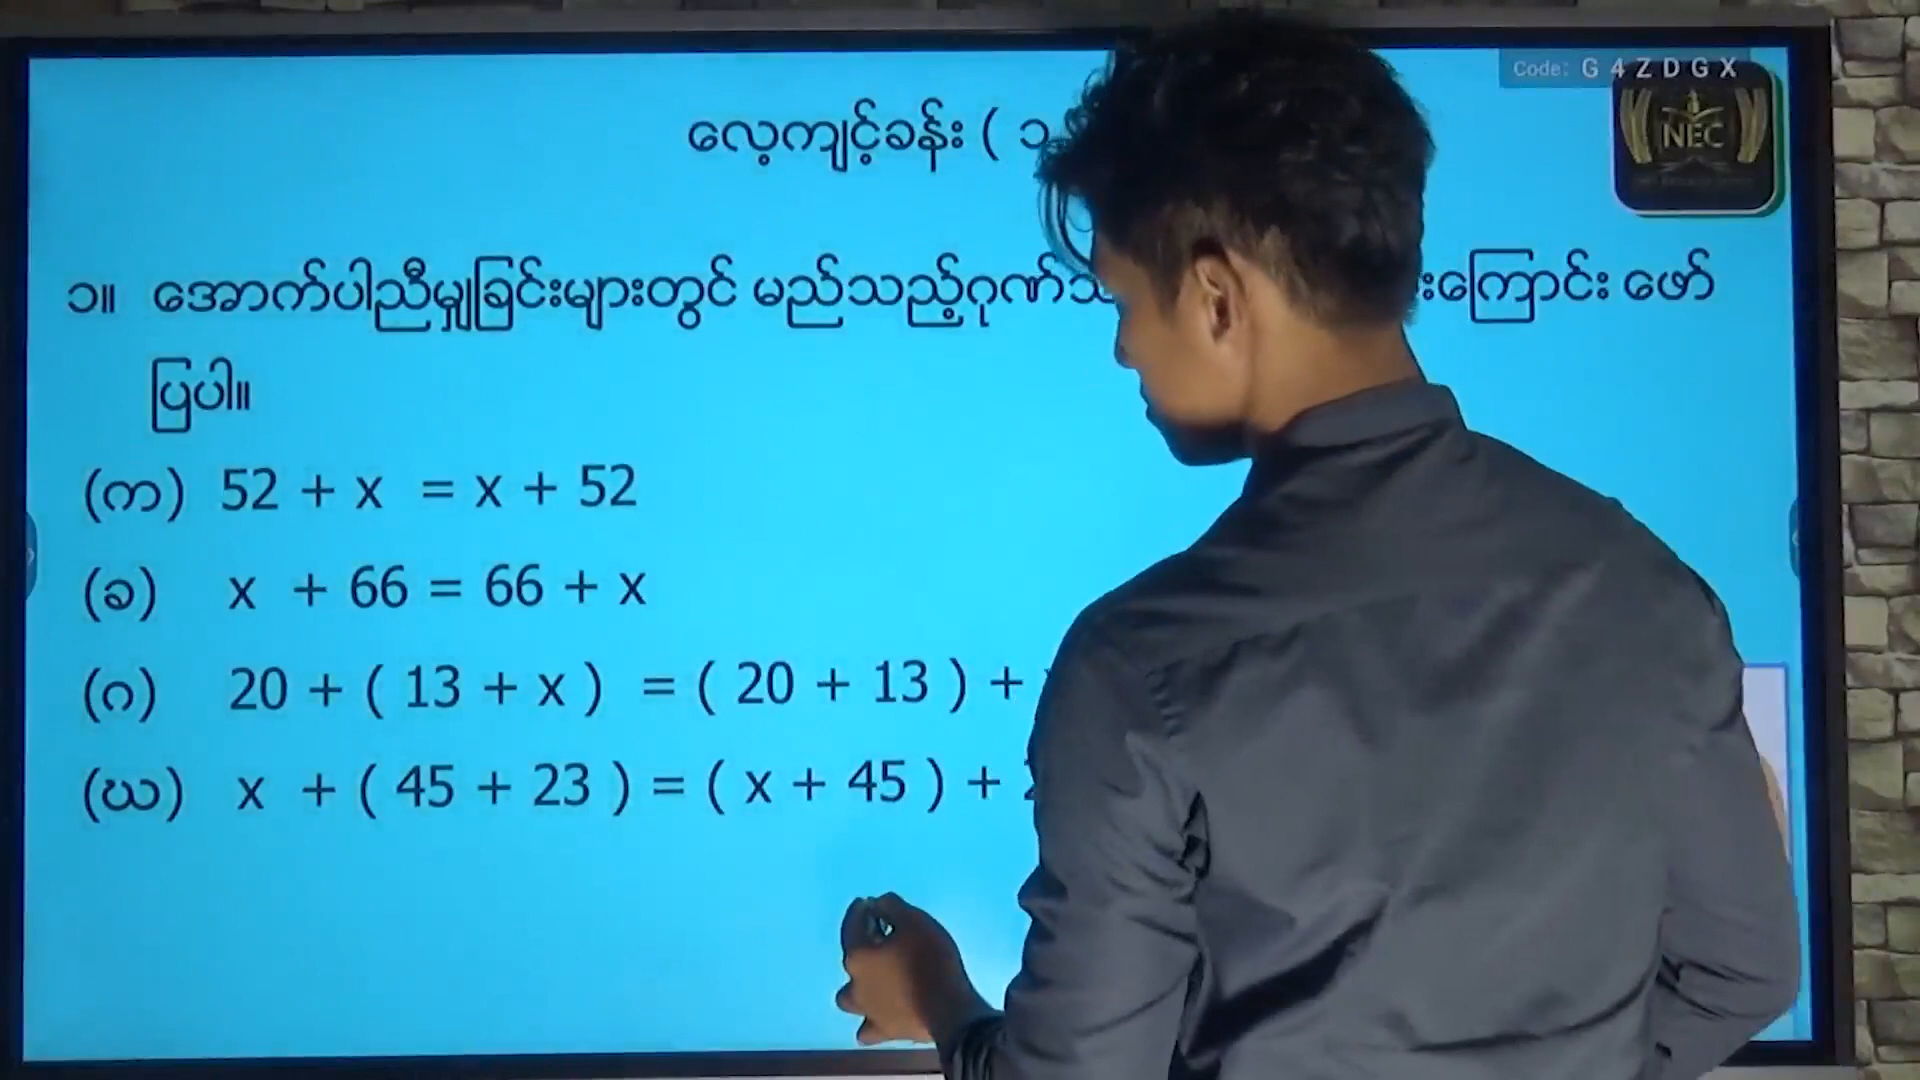 Code: G 4 Z D G X
NEC
လေ့ကျင့်ခန်း ( ၁
၁။ အောက်ပါညီမျှခြင်းများတွင် မည်သည့်ဂုဏ်သ းကြောင်း ဖော်
ပြပါ။
(က) 52 + x = x + 52
(ခ) x + 66 = 66 + x
(ဂ) 20 + ( 13 + x ) = ( 20 + 13 ) +
(ဃ) x + ( 45 + 23 ) = ( x + 45 ) +